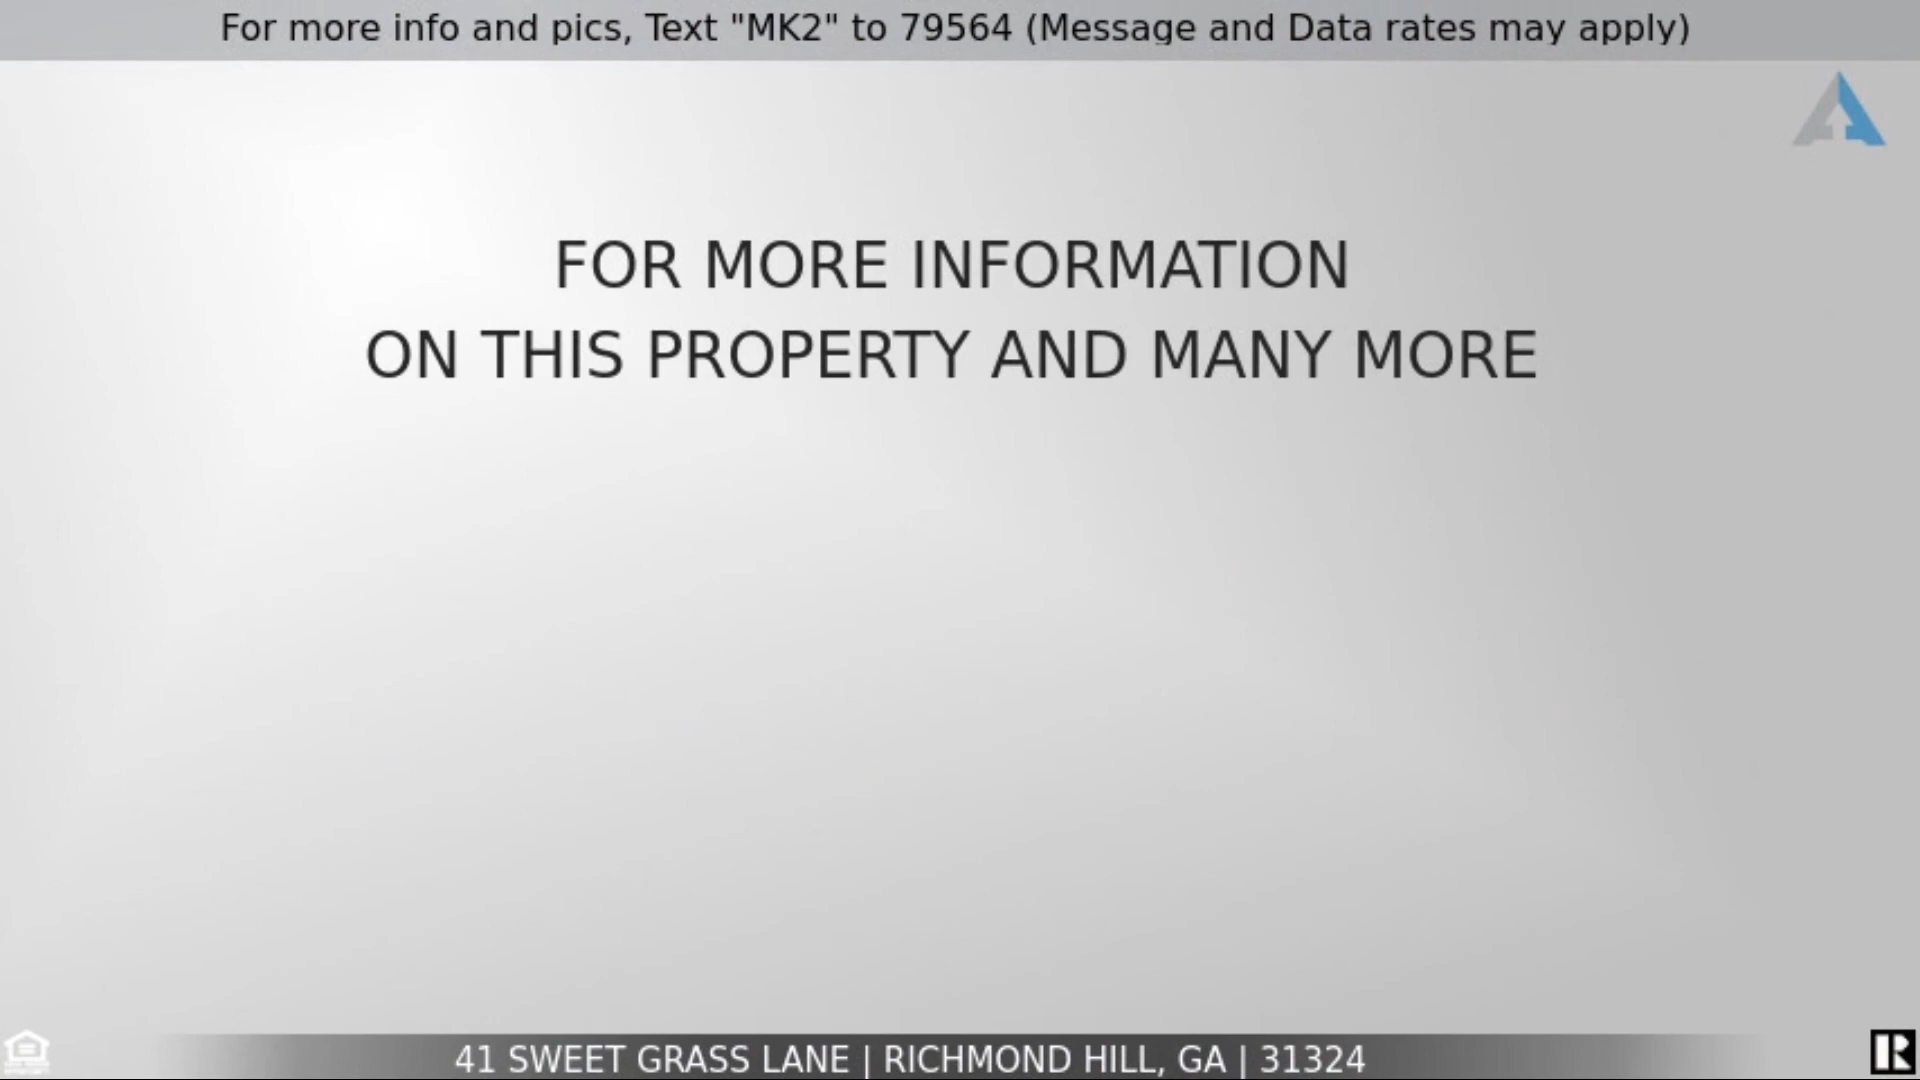 For more info and pics, Text "MK2" to 79564 (Message and Data rates may apply)
FOR MORE INFORMATION
ON THIS PROPERTY AND MANY MORE
41 SWEET GRASS LANE | RICHMOND HILL, GA | 31324